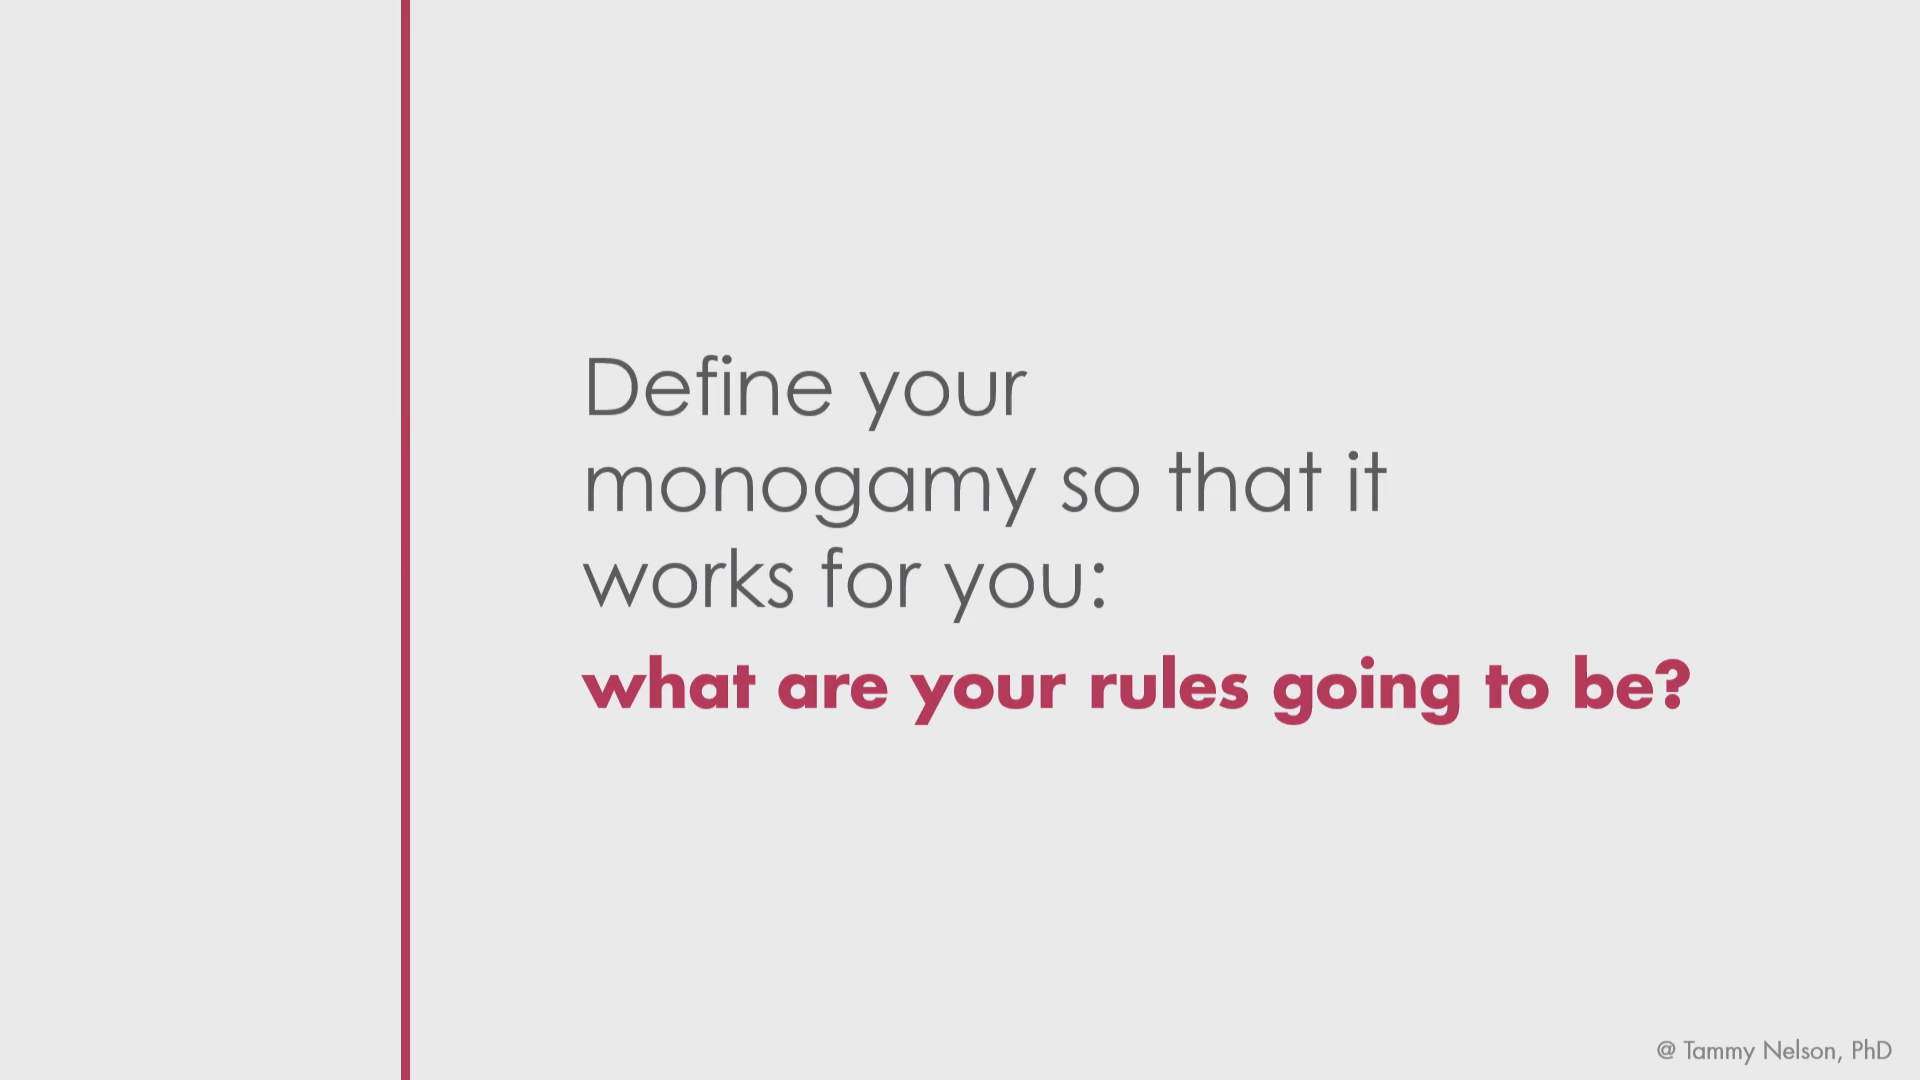 Define your
monogamy so that it
works for you:
what are your rules going to be?
@ Tammy Nelson, PhD